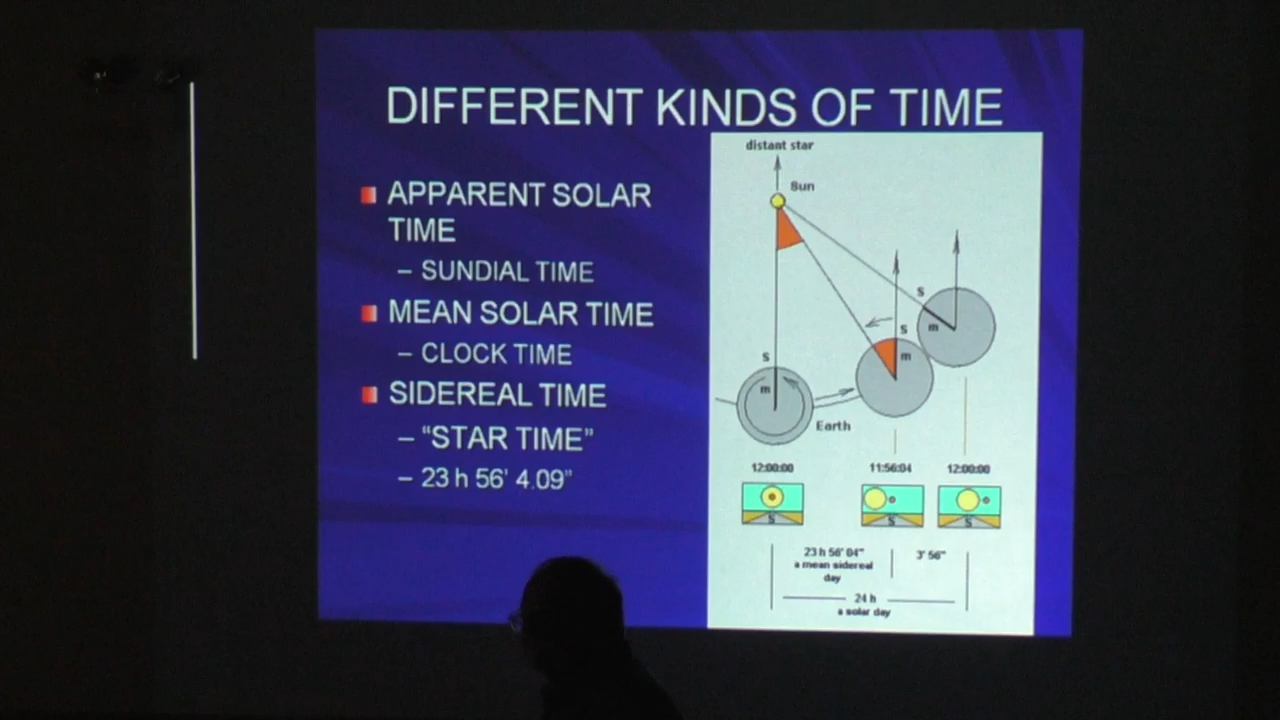 DIFFERENT KINDS OF TIME
APPARENT SOLAR
TIME
– SUNDIAL TIME
MEAN SOLAR TIME
– CLOCK TIME
SIDEREAL TIME
– “STAR TIME”
– 23 h 56' 4.09"
distant star
Sun
S
m
S
m
S
m
Earth
12:00:00
11:56:04
12:00:00
S
S
S
23 h 56' 04"
a mean sidereal
day
3' 56"
24 h
a solar day